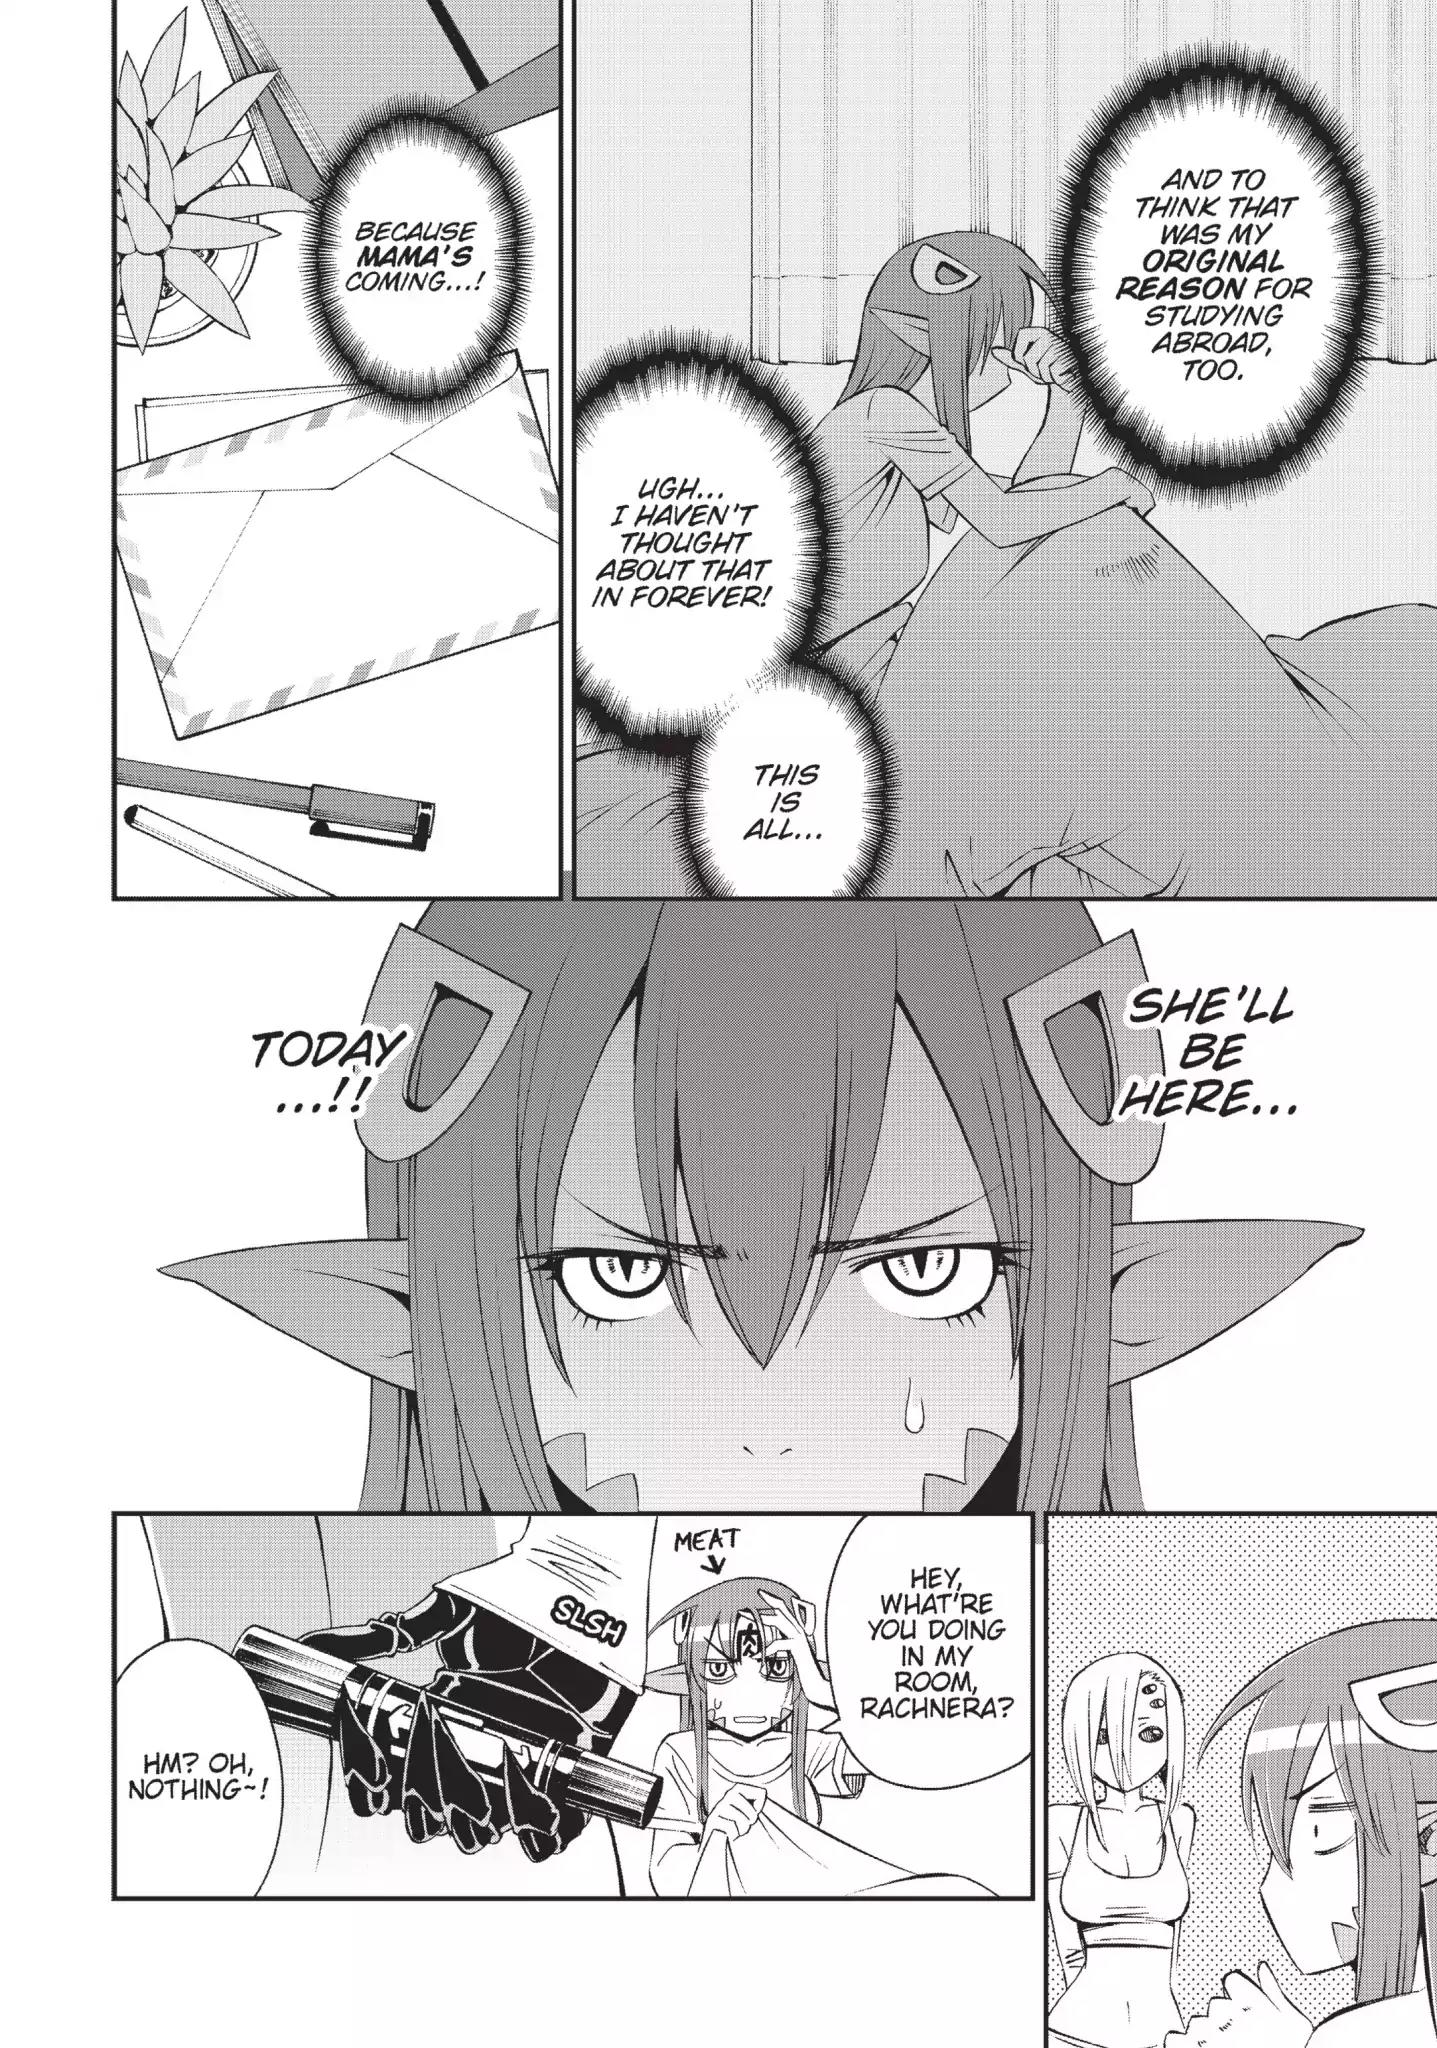 AND TO
THINK THAT
WAS MY
ORIGINAL
REASON FOR
STUDYING
ABROAD,
TOO.
UGH...
I HAVEN'T
THOUGHT
ABOUT THAT
IN FOREVER!
THIS
IS
ALL...
BECAUSE
MAMA'S
COMING...!
SHE'LL
BE
HERE...
TODAY
...!!
HEY,
WHAT'RE
YOU DOING
IN MY
ROOM,
RACHNERA?
MEAT
肉
SLSH
HM? OH,
NOTHING~!